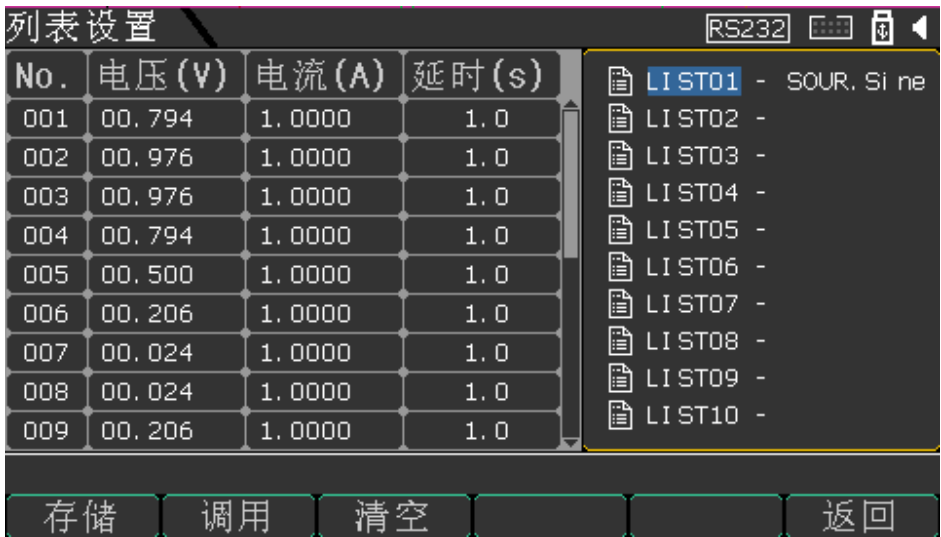 列表设置 RS232
No. 电压(V) 电流(A) 延时(s)
001 00.794 1.0000 1.0
002 00.976 1.0000 1.0
003 00.976 1.0000 1.0
004 00.794 1.0000 1.0
005 00.500 1.0000 1.0
006 00.206 1.0000 1.0
007 00.024 1.0000 1.0
008 00.024 1.0000 1.0
009 00.206 1.0000 1.0
LIST01 - SOUR.Sine
LIST02 -
LIST03 -
LIST04 -
LIST05 -
LIST06 -
LIST07 -
LIST08 -
LIST09 -
LIST10 -
存储 调用 清空 返回